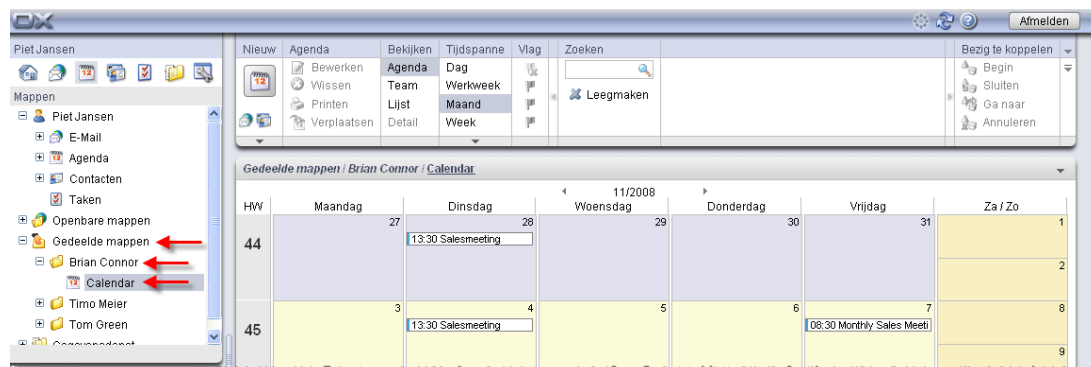 OX
Afmelden
Piet Jansen
Mappen
Piet Jansen
E-Mail
Agenda
Contacten
Taken
Openbare mappen
Gedeelde mappen
Brian Connor
Calendar
Timo Meier
Tom Green
Nieuw Agenda Bekijken Tijdspanne Vlag Zoeken Bezig te koppelen
Bewerken Agenda Dag Begin
Wissen Team Werkweek Sluiten
Printen Lijst Maand Leegmaken Ga naar
Verplaatsen Detail Week Annuleren
Gedeelde mappen / Brian Connor / Calendar
11/2008
HW Maandag Dinsdag Woensdag Donderdag Vrijdag Za / Zo
44 27 28 29 30 31 1
13:30 Salesmeeting
2
45 3 4 5 6 7 8
13:30 Salesmeeting 08:30 Monthly Sales Meeti
9